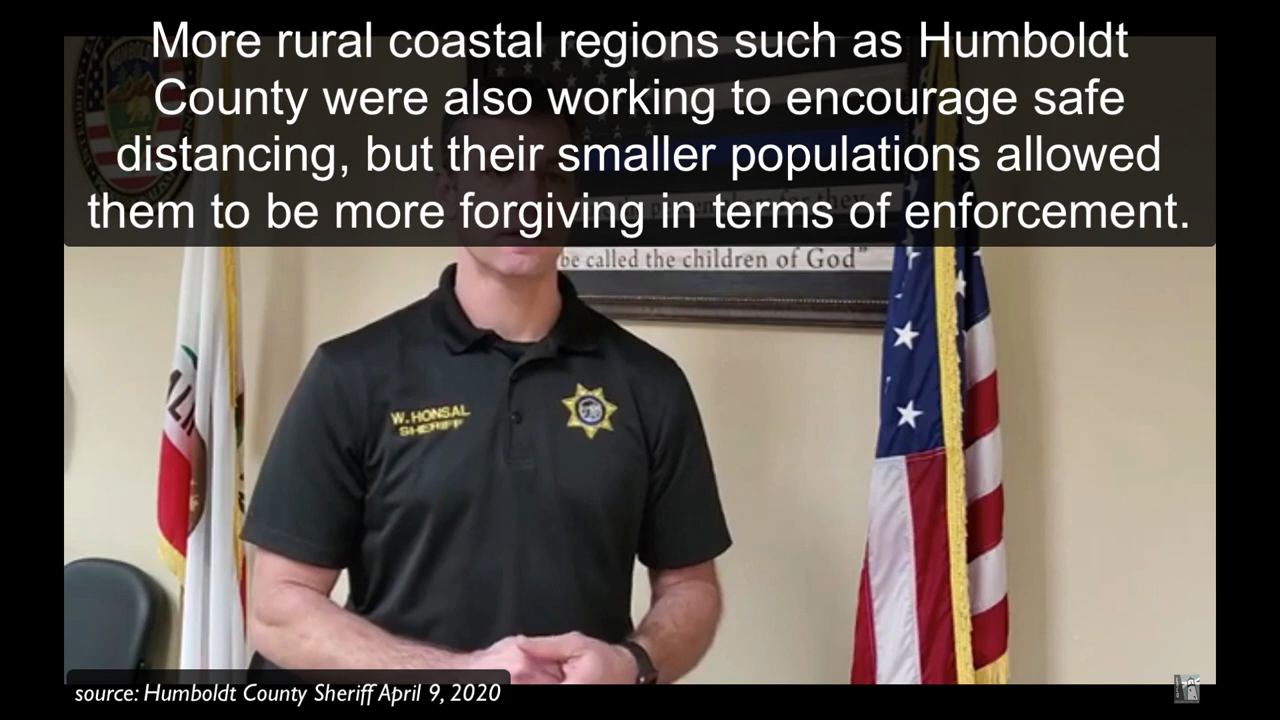 More rural coastal regions such as Humboldt
County were also working to encourage safe
distancing, but their smaller populations allowed
them to be more forgiving in terms of enforcement.
be called the children of God”
W. HONSAL
SHERIFF
source: Humboldt County Sheriff April 9, 2020